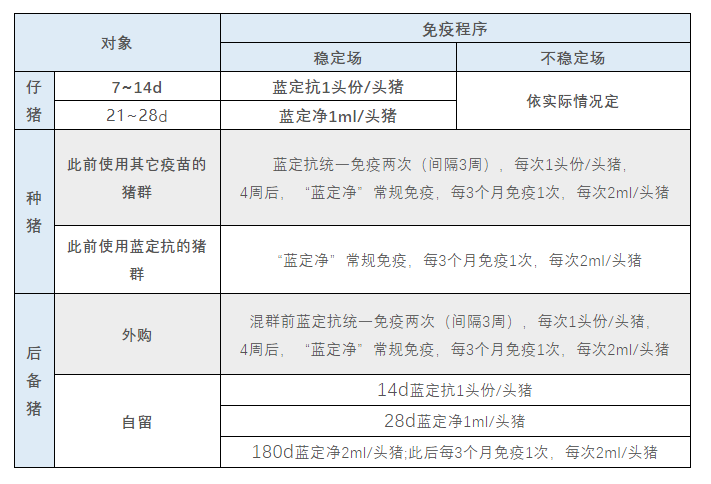 对象
免疫程序
稳定场
不稳定场
仔猪
7~14d
蓝定抗1头份/头猪
依实际情况定
21~28d
蓝定净1ml/头猪
种猪
此前使用其它疫苗的
猪群
蓝定抗统一免疫两次（间隔3周），每次1头份/头猪，
4周后，“蓝定净”常规免疫，每3个月免疫1次，每次2ml/头猪
此前使用蓝定抗的猪
群
“蓝定净”常规免疫，每3个月免疫1次，每次2ml/头猪
后备猪
外购
混群前蓝定抗统一免疫两次（间隔3周），每次1头份/头猪，
4周后，“蓝定净”常规免疫，每3个月免疫1次，每次2ml/头猪
自留
14d蓝定抗1头份/头猪
28d蓝定净1ml/头猪
180d蓝定净2ml/头猪;此后每3个月免疫1次，每次2ml/头猪